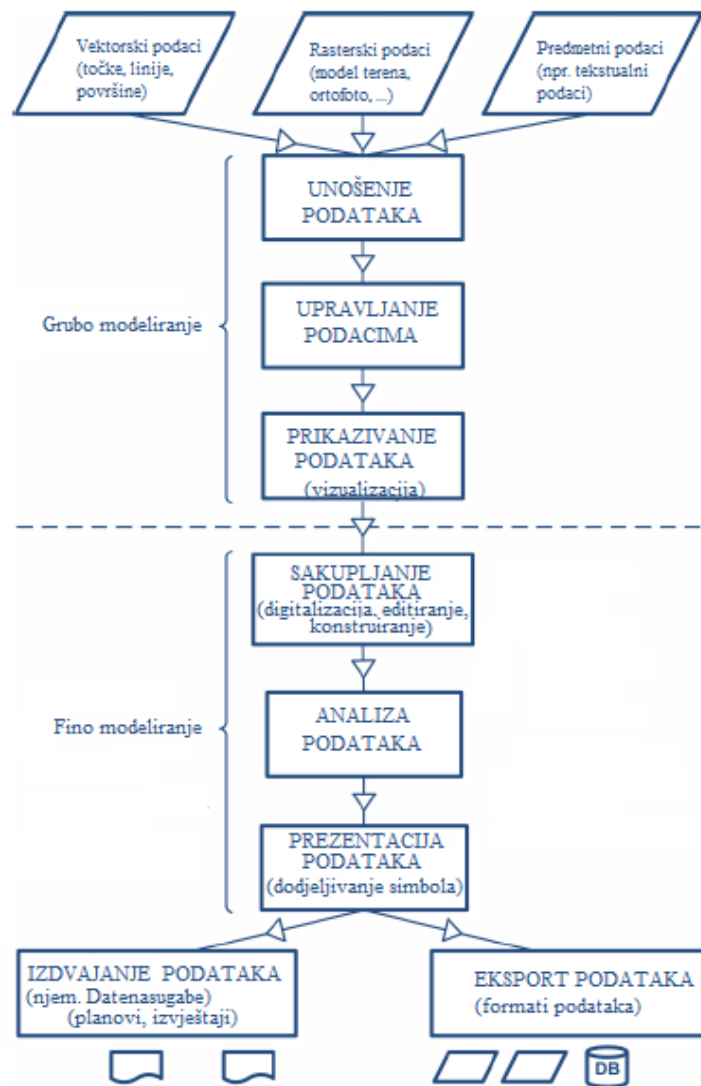 Vektorski podaci
(točke, linije,
površine)
Rasterski podaci
(model terena,
ortofoto, ...)
Predmetni podaci
(npr. tekstualni
podaci)
UNOŠENJE
PODATAKA
Grubo modeliranje
UPRAVLJANJE
PODACIMA
PRIKAZIVANJE
PODATAKA
(vizualizacija)
SAKUPLJANJE
PODATAKA
(digitalizacija, editiranje,
konstruiranje)
Fino modeliranje
ANALIZA
PODATAKA
PREZENTACIJA
PODATAKA
(dodjeljivanje simbola)
IZDVAJANJE PODATAKA
(njem. Datenasugabe)
(planovi, izvještaji)
EKSPORT PODATAKA
(formati podataka)
DB